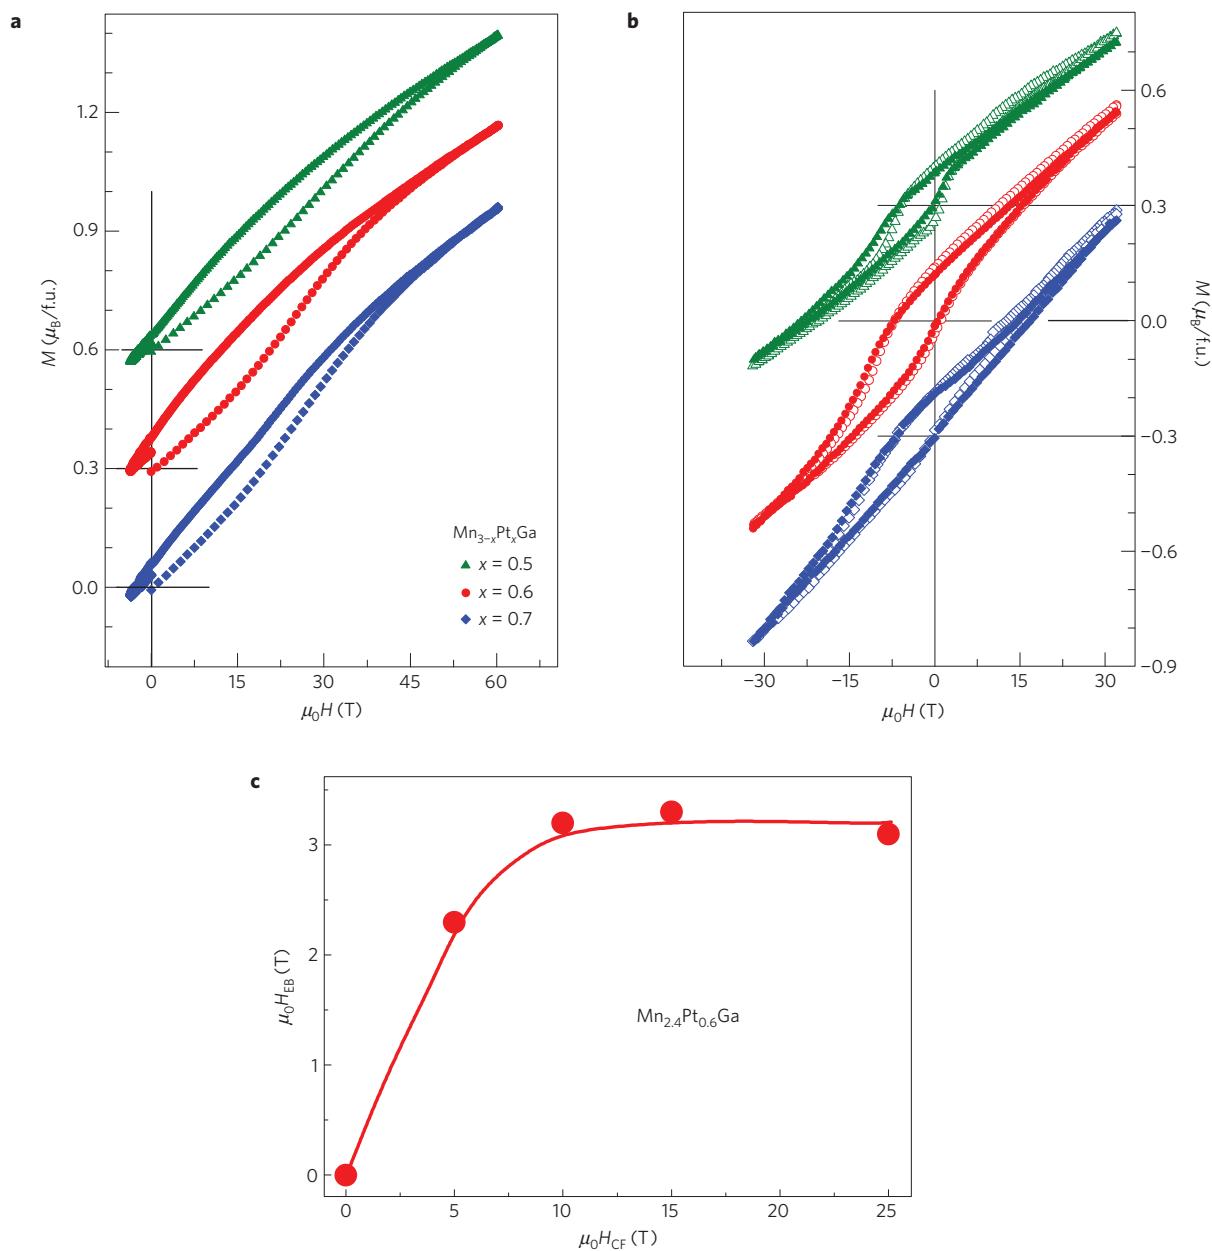 a
1.2
0.9
0.6
0.3
0.0
M (μB/f.u.)
Mn3−xPtxGa
x = 0.5
x = 0.6
x = 0.7
0 15 30 45 60
μ0H (T)
b
0.6
0.3
0.0
−0.3
−0.6
−0.9
M (μB/f.u.)
−30 −15 0 15 30
μ0H (T)
c
3
2
1
0
μ0HEB (T)
Mn2.4Pt0.6Ga
0 5 10 15 20 25
μ0HCF (T)